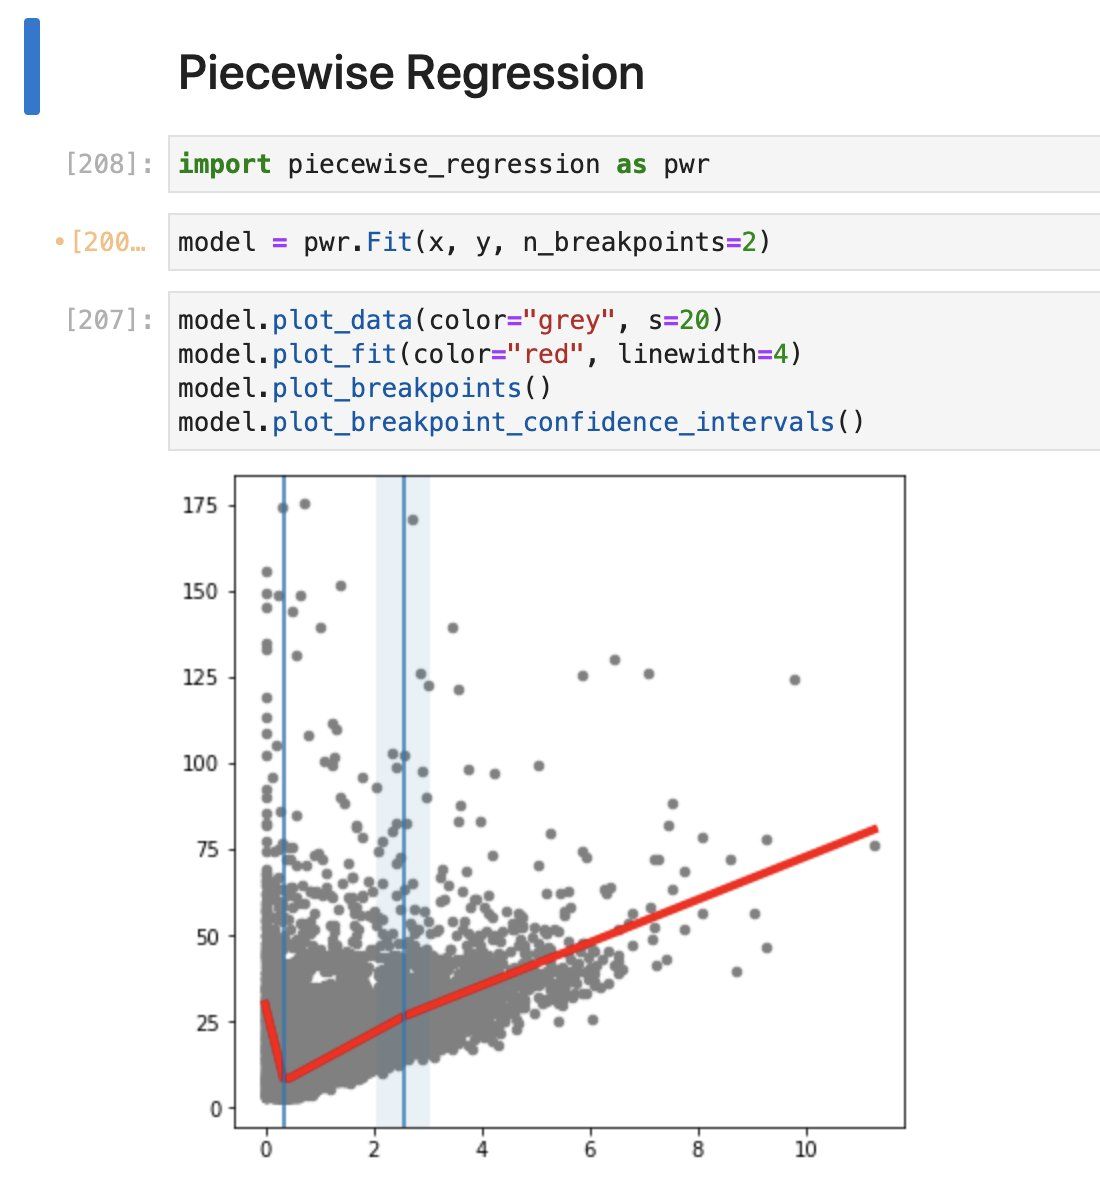 Piecewise Regression
[208]: import piecewise_regression as pwr
•[200… model = pwr.Fit(x, y, n_breakpoints=2)
[207]: model.plot_data(color="grey", s=20)
model.plot_fit(color="red", linewidth=4)
model.plot_breakpoints()
model.plot_breakpoint_confidence_intervals()
175
150
125
100
75
50
25
0
0 2 4 6 8 10